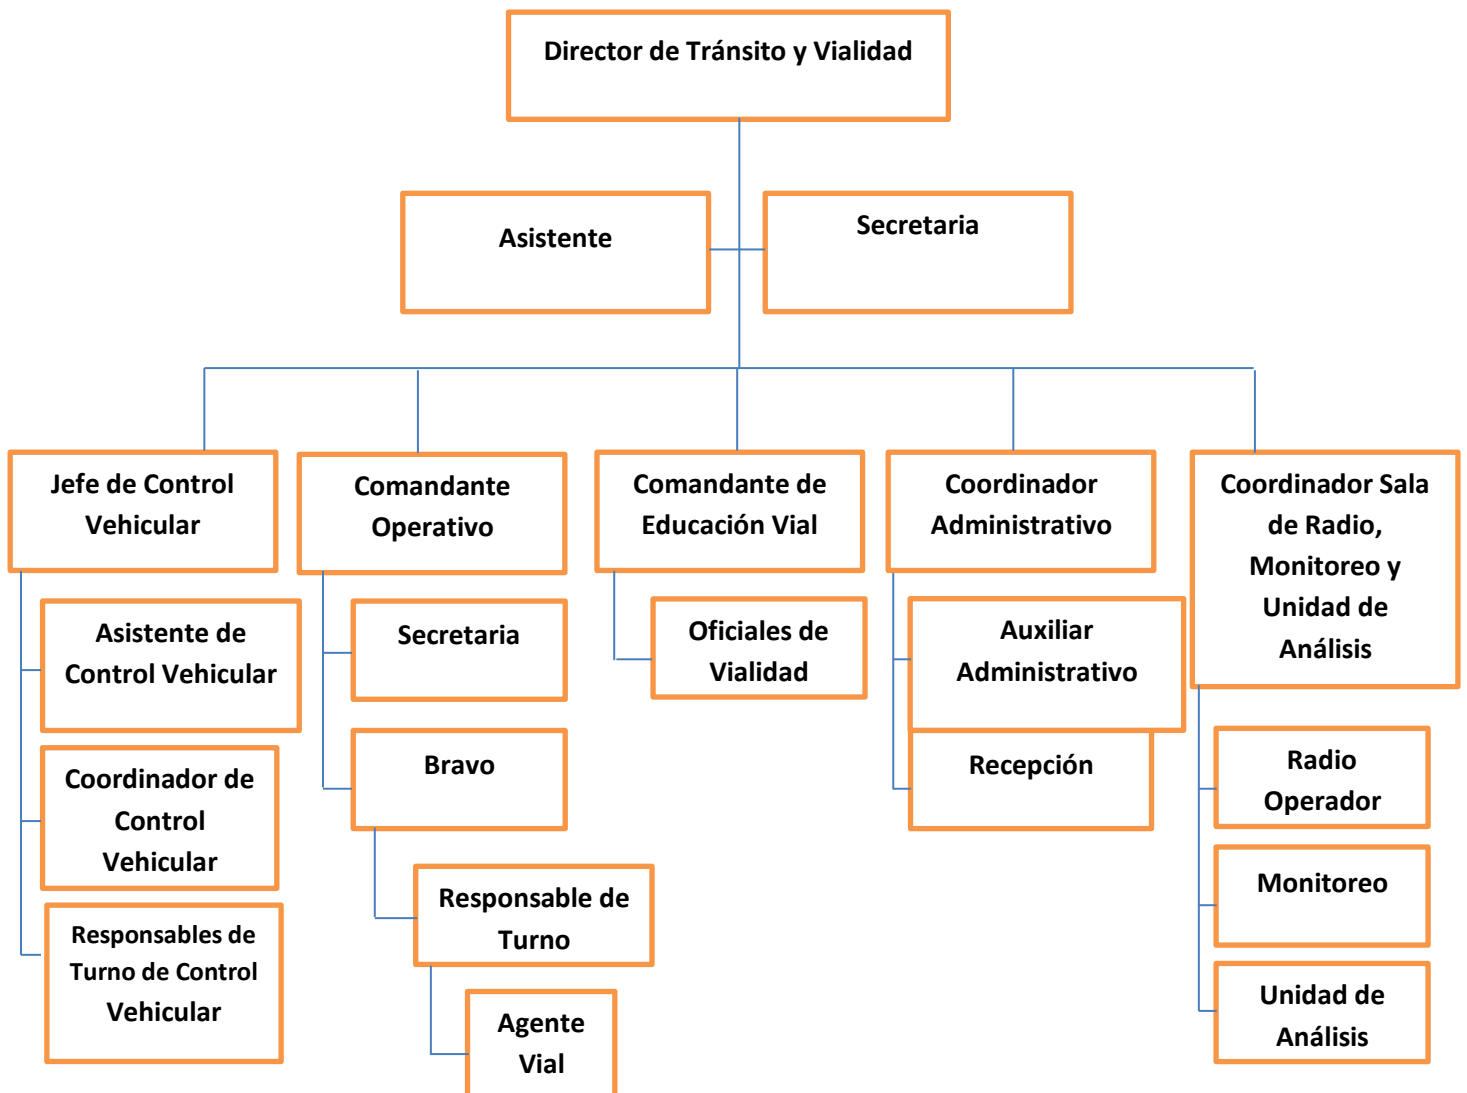 Director de Tránsito y Vialidad
Asistente
Secretaria
Jefe de Control
Vehicular
Comandante
Operativo
Comandante de
Educación Vial
Coordinador
Administrativo
Coordinador Sala
de Radio,
Monitoreo y
Unidad de
Análisis
Asistente de
Control Vehicular
Coordinador de
Control
Vehicular
Responsables de
Turno de Control
Vehicular
Secretaria
Bravo
Responsable de
Turno
Agente
Vial
Oficiales de
Vialidad
Auxiliar
Administrativo
Recepción
Radio
Operador
Monitoreo
Unidad de
Análisis